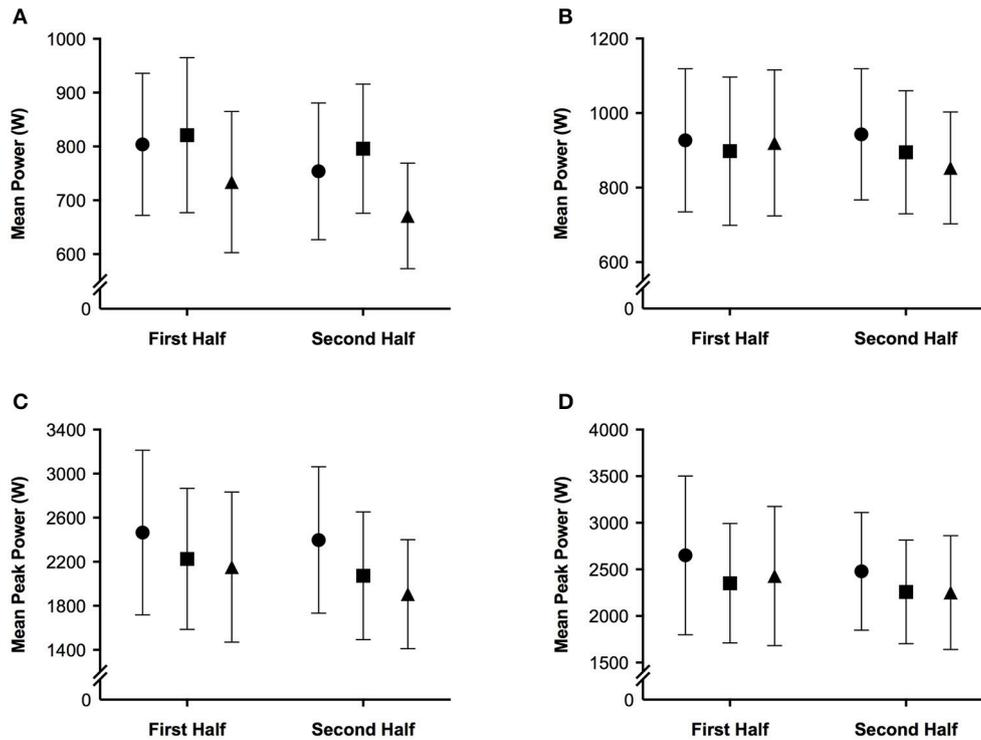 A
Mean Power (W)
1000
900
800
700
600
0
First Half
Second Half
B
Mean Power (W)
1200
1000
800
600
0
First Half
Second Half
C
Mean Peak Power (W)
3400
3000
2600
2200
1800
1400
0
First Half
Second Half
D
Mean Peak Power (W)
4000
3500
3000
2500
2000
1500
0
First Half
Second Half